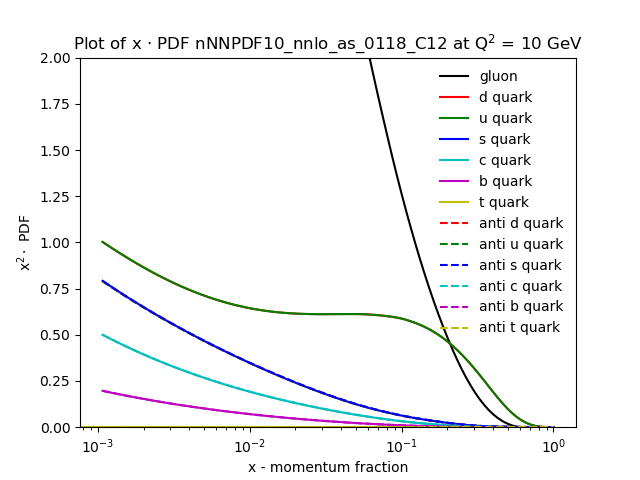 Plot of x · PDF nNNPDF10_nnlo_as_0118_C12 at Q² = 10 GeV
x² · PDF
2.00
1.75
1.50
1.25
1.00
0.75
0.50
0.25
0.00
gluon
d quark
u quark
s quark
c quark
b quark
t quark
anti d quark
anti u quark
anti s quark
anti c quark
anti b quark
anti t quark
10⁻³ 10⁻² 10⁻¹ 10⁰
x - momentum fraction